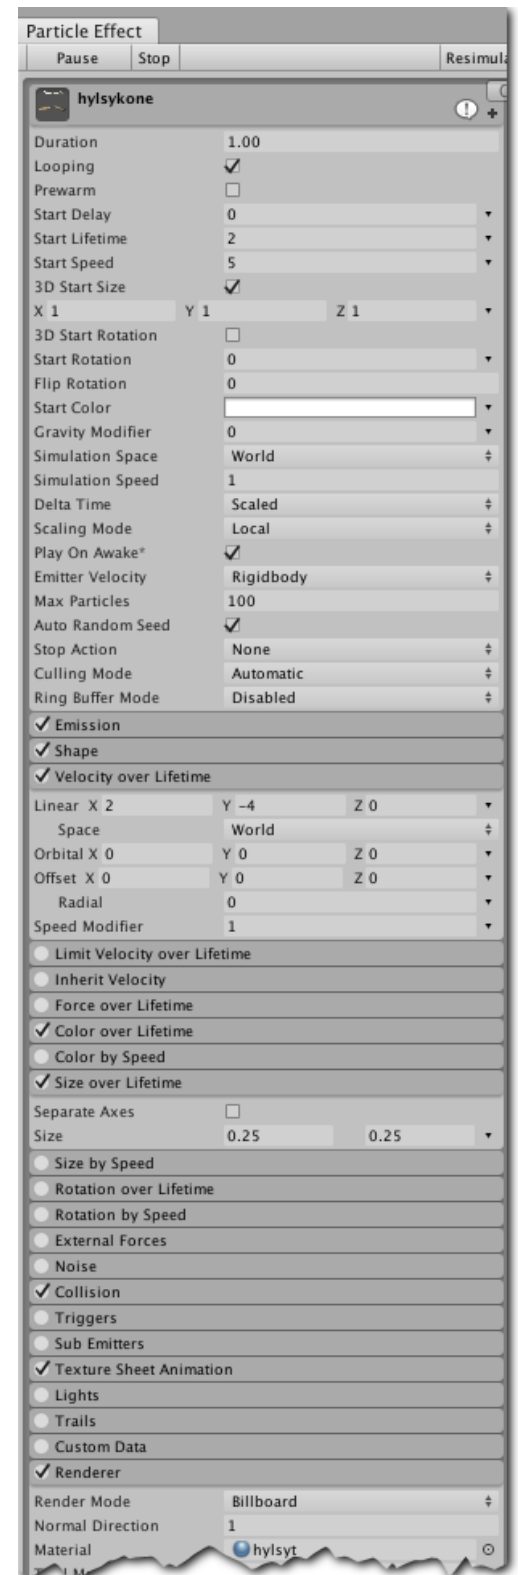 Particle Effect
Pause Stop
hylsykone
Duration 1.00
Looping
Prewarm
Start Delay 0
Start Lifetime 2
Start Speed 5
3D Start Size
X 1 Y 1 Z 1
3D Start Rotation
Start Rotation 0
Flip Rotation 0
Start Color
Gravity Modifier 0
Simulation Space World
Simulation Speed 1
Delta Time Scaled
Scaling Mode Local
Play On Awake*
Emitter Velocity Rigidbody
Max Particles 100
Auto Random Seed
Stop Action None
Culling Mode Automatic
Ring Buffer Mode Disabled
Emission
Shape
Velocity over Lifetime
Linear X 2 Y -4 Z 0
Space World
Orbital X 0 Y 0 Z 0
Offset X 0 Y 0 Z 0
Radial 0
Speed Modifier 1
Limit Velocity over Lifetime
Inherit Velocity
Force over Lifetime
Color over Lifetime
Color by Speed
Size over Lifetime
Separate Axes
Size 0.25 0.25
Size by Speed
Rotation over Lifetime
Rotation by Speed
External Forces
Noise
Collision
Triggers
Sub Emitters
Texture Sheet Animation
Lights
Trails
Custom Data
Renderer
Render Mode Billboard
Normal Direction 1
Material hylsyt